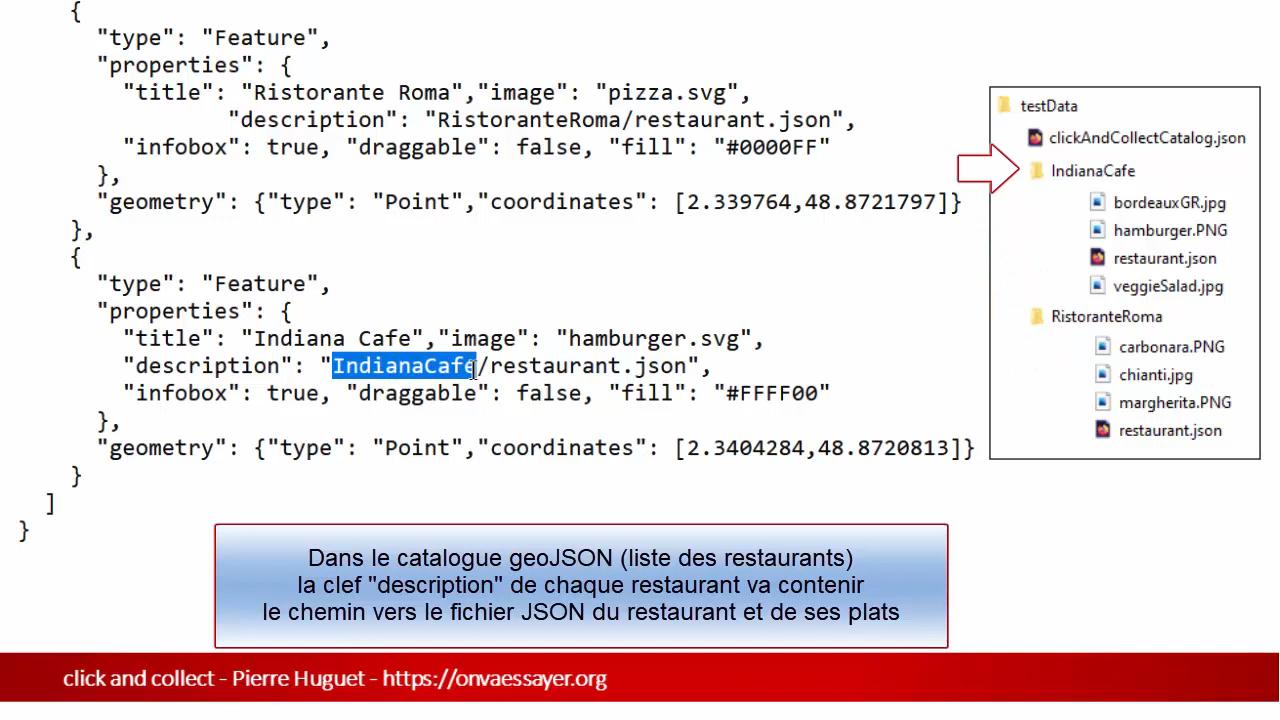 {
"type": "Feature",
"properties": {
"title": "Ristorante Roma","image": "pizza.svg",
"description": "RistoranteRoma/restaurant.json",
"infobox": true, "draggable": false, "fill": "#0000FF"
},
"geometry": {"type": "Point","coordinates": [2.339764,48.8721797]}
},
{
"type": "Feature",
"properties": {
"title": "Indiana Cafe","image": "hamburger.svg",
"description": "IndianaCafe/restaurant.json",
"infobox": true, "draggable": false, "fill": "#FFFF00"
},
"geometry": {"type": "Point","coordinates": [2.3404284,48.8720813]}
}
]
}
testData
clickAndCollectCatalog.json
IndianaCafe
bordeauxGR.jpg
hamburger.PNG
restaurant.json
veggieSalad.jpg
RistoranteRoma
carbonara.PNG
chianti.jpg
margherita.PNG
restaurant.json
Dans le catalogue geoJSON (liste des restaurants)
la clef "description" de chaque restaurant va contenir
le chemin vers le fichier JSON du restaurant et de ses plats
click and collect - Pierre Huguet - https://onvaessayer.org